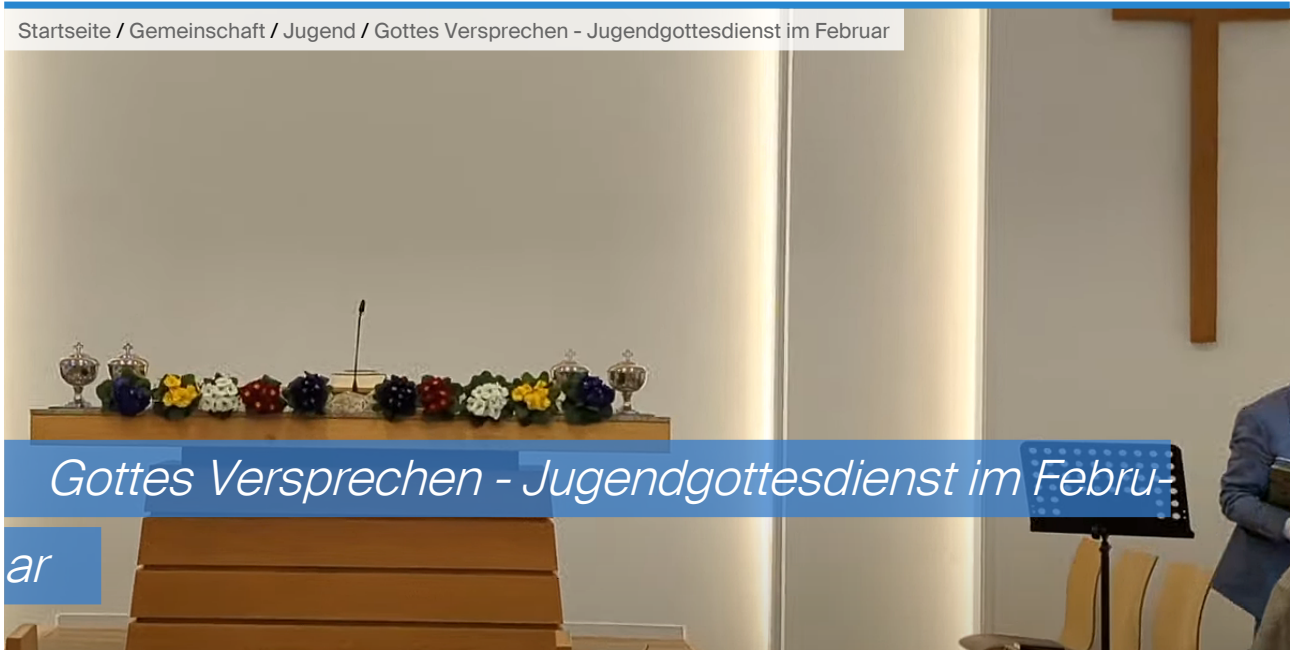 Startseite / Gemeinschaft / Jugend / Gottes Versprechen - Jugendgottesdienst im Februar
Gottes Versprechen - Jugendgottesdienst im Febru-
ar